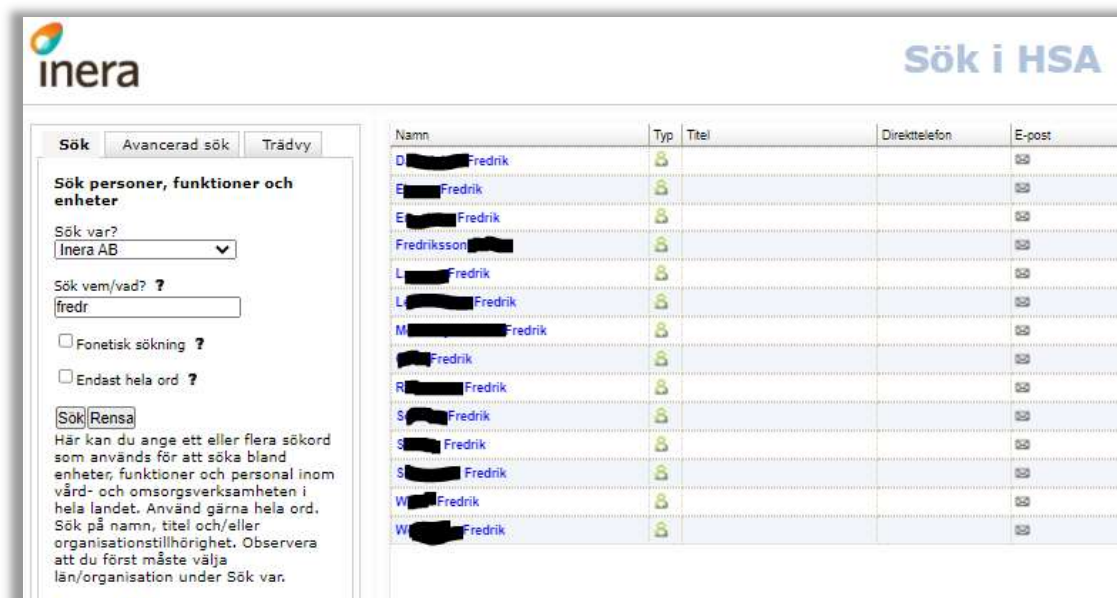 inera
Sök i HSA
Sök Avancerad sök Trädvy
Sök personer, funktioner och
enheter
Sök var?
Inera AB
Sök vem/vad? ?
fredr
Fonetisk sökning ?
Endast hela ord ?
Sök Rensa
Här kan du ange ett eller flera sökord
som används för att söka bland
enheter, funktioner och personal inom
vård- och omsorgsverksamheten i
hela landet. Använd gärna hela ord.
Sök på namn, titel och/eller
organisationstillhörighet. Observera
att du först måste välja
län/organisation under Sök var.
Namn Typ Titel Direkttelefon E-post
Fredrik
Fredrik
Fredrik
Fredriksson
Fredrik
Fredrik
Fredrik
Fredrik
Fredrik
Fredrik
Fredrik
Fredrik
Fredrik
Fredrik